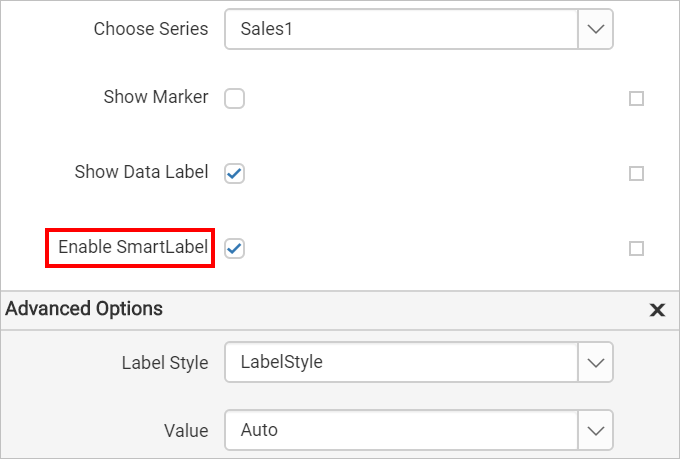 Choose Series Sales1
Show Marker
Show Data Label
Enable SmartLabel
Advanced Options
Label Style LabelStyle
Value Auto